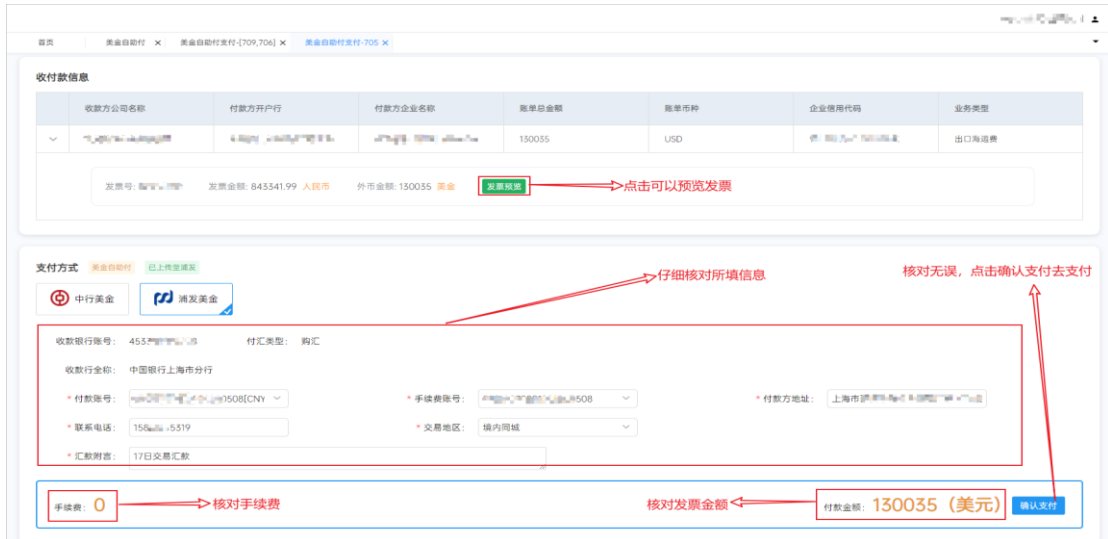 首页 美金自助付 × 美金自助付支付-[709,706] × 美金自助付支付-705 ×
收付款信息
收款方公司名称 付款方开户行 付款方企业名称 账单总金额 账单币种 企业信用代码 业务类型
130035 USD 出口海运费
发票号: 发票金额: 843341.99 人民币 外币金额: 130035 美金 发票预览 点击可以预览发票
支付方式 美金自助付 已上传至浦发 仔细核对所填信息 核对无误，点击确认支付去支付
中行美金 浦发美金
收款银行账号: 453 付汇类型: 购汇
收款行全称: 中国银行上海市分行
* 付款账号: 0508[CNY * 手续费账号: 508 * 付款方地址: 上海市
* 联系电话: 158 5319 * 交易地区: 境内同城
* 汇款附言: 17日交易汇款
手续费: 0 核对手续费 核对发票金额 付款金额: 130035（美元） 确认支付